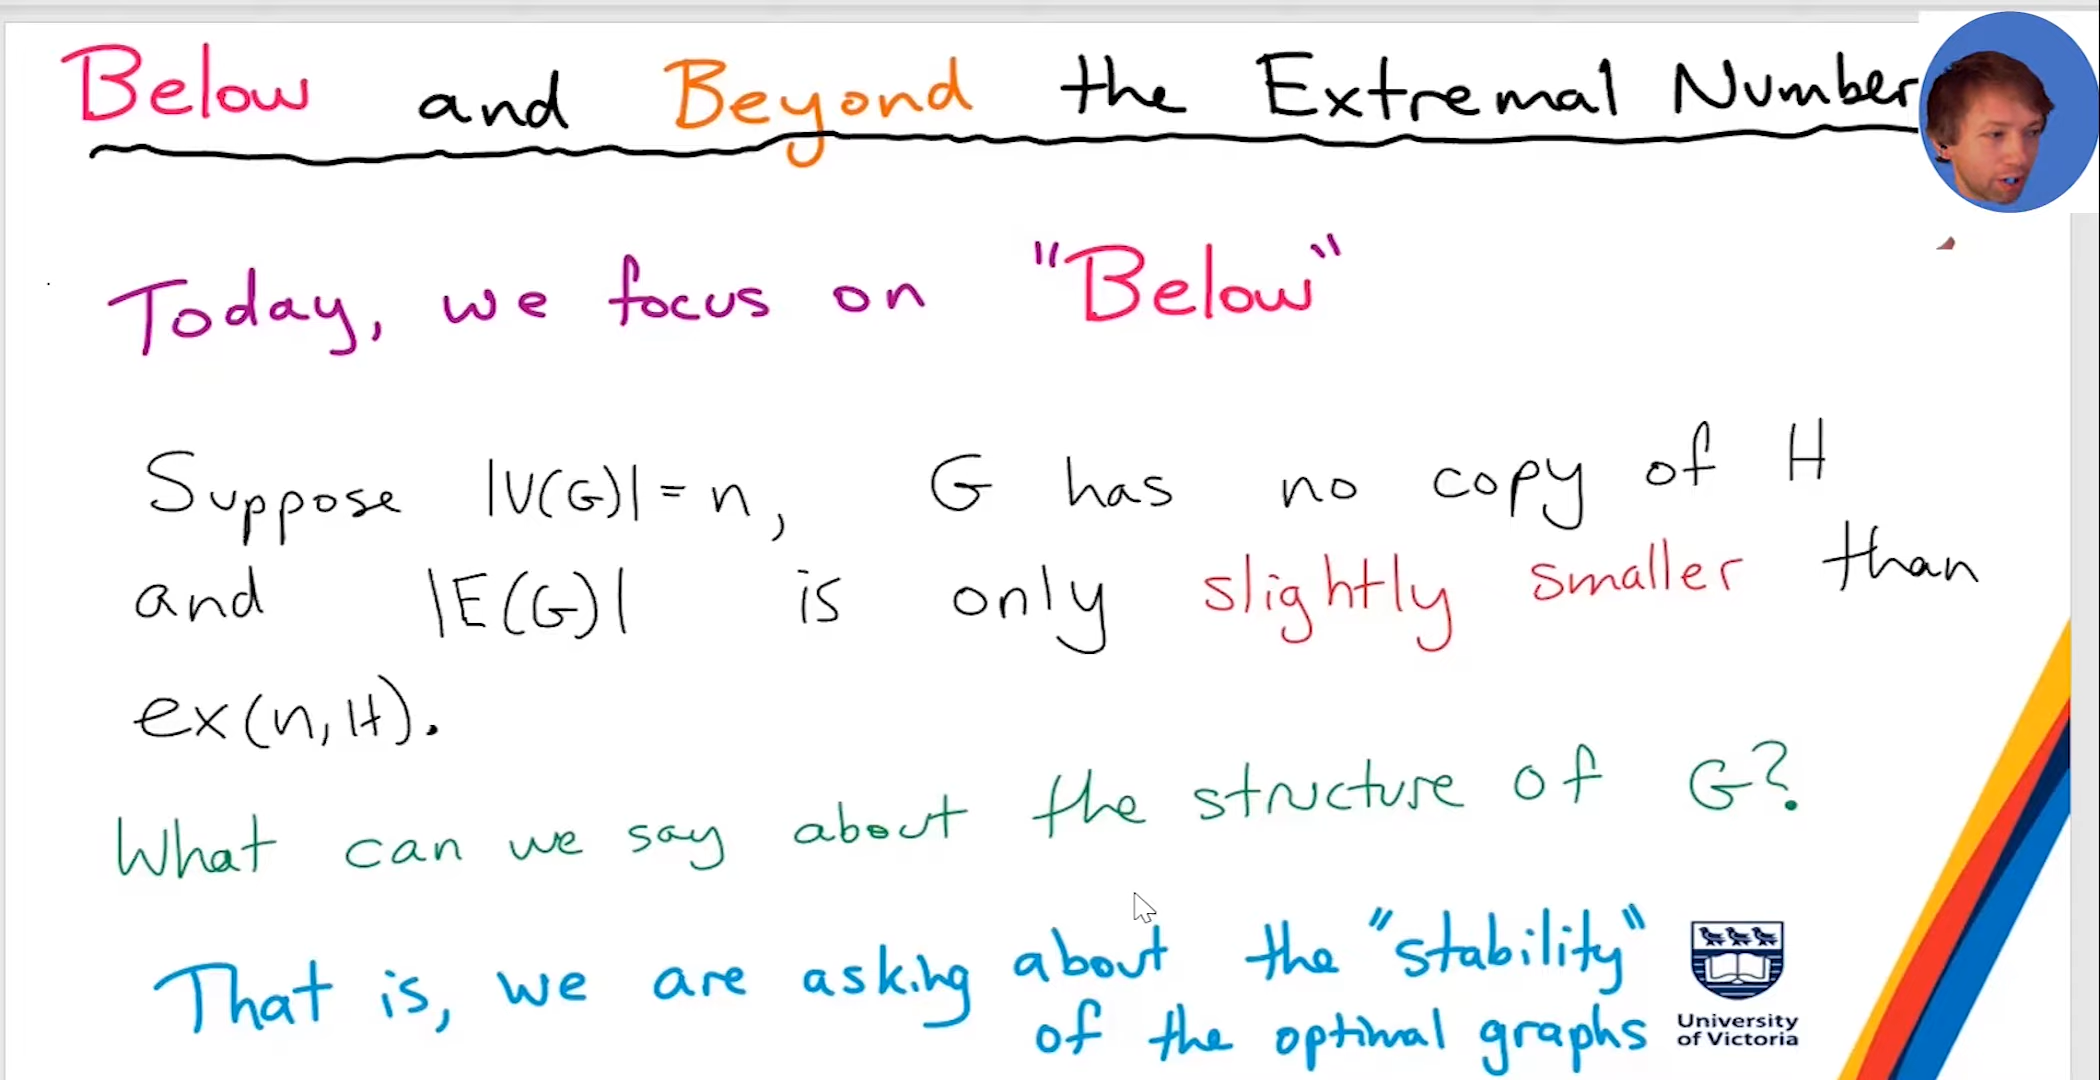 Below and Beyond the Extremal Number
Today, we focus on "Below"
Suppose |V(G)| = n, G has no copy of H
and |E(G)| is only slightly smaller than
ex(n, H).
What can we say about the structure of G?
That is, we are asking about the "stability"
of the optimal graphs
University
of Victoria